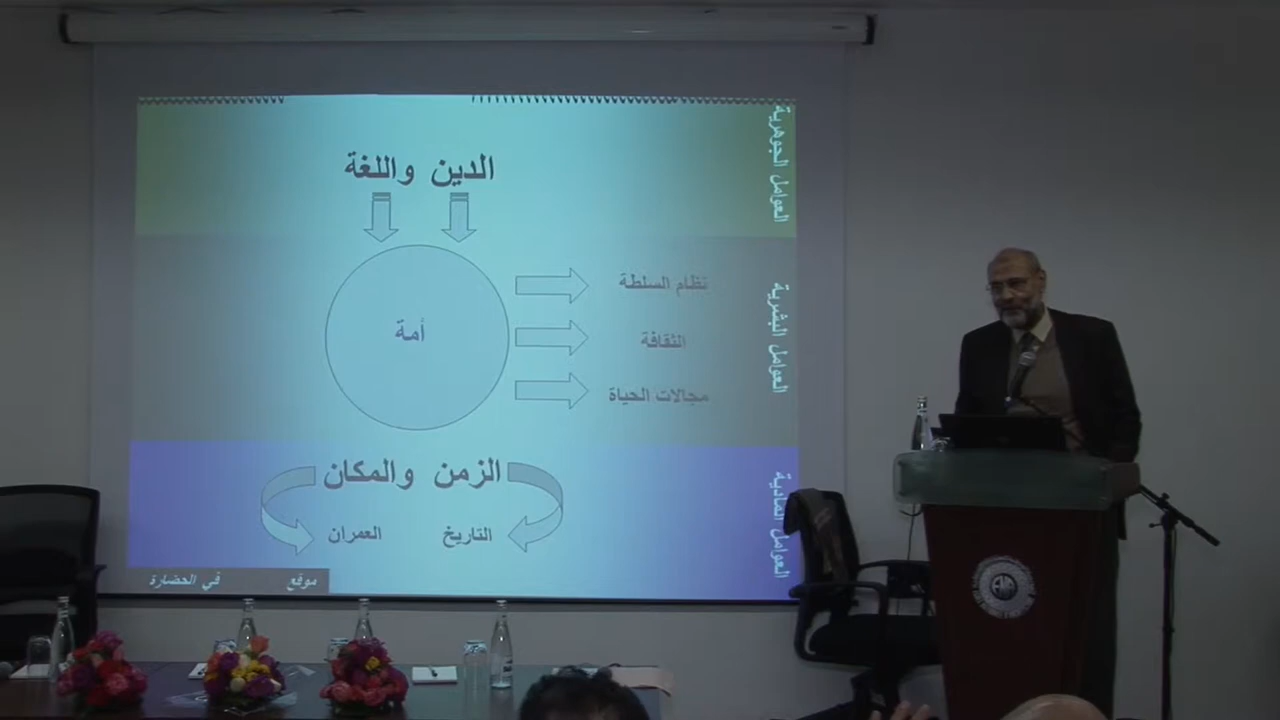 العوامل الجوهرية
الدين واللغة
العوامل البشرية
نظام السلطة
أمة
الثقافة
مجالات الحياة
العوامل المادية
الزمن والمكان
التاريخ
العمران
موقع في الحضارة